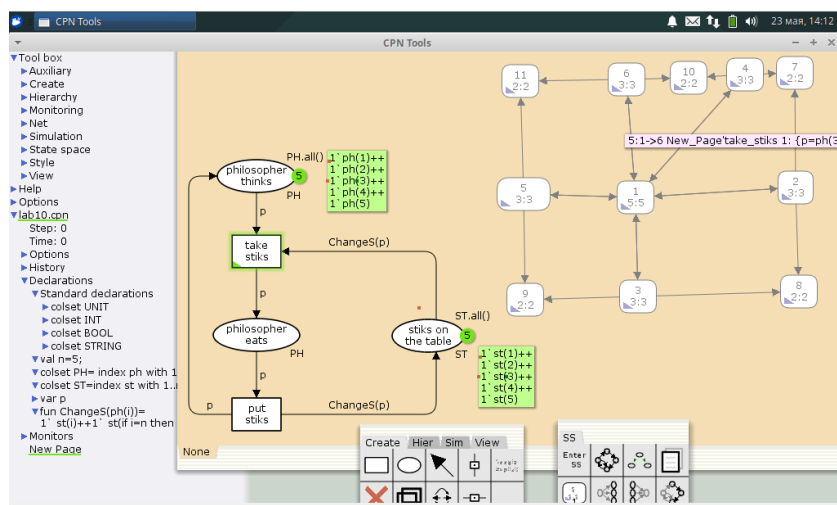 CPN Tools
23 мая, 14:12
CPN Tools
Tool box
Auxiliary
Create
Hierarchy
Monitoring
Net
Simulation
State space
Style
View
Help
Options
lab10.cpn
Step: 0
Time: 0
Options
History
Declarations
Standard declarations
colset UNIT
colset INT
colset BOOL
colset STRING
val n=5;
colset PH= index ph with 1
colset ST=index st with 1..
var p
fun ChangeS(ph(i))=
1` st(i)++1` st(if i=n then
Monitors
New Page
PH.all()
1`ph(1)++
1`ph(2)++
1`ph(3)++
1`ph(4)++
1`ph(5)
philosopher
thinks
5
PH
p
take
stiks
ChangeS(p)
p
philosopher
eats
PH
ST.all()
stiks on
the table
5
ST
1`st(1)++
1`st(2)++
1`st(3)++
1`st(4)++
1`st(5)
p
p
put
stiks
ChangeS(p)
11
2:2
6
3:3
10
2:2
4
3:3
7
2:2
5:1->6 New_Page'take_stiks 1: {p=ph(3
5
3:3
1
5:5
2
3:3
9
2:2
3
3:3
8
2:2
None
Create Hier Sim View
SS
Enter
SS